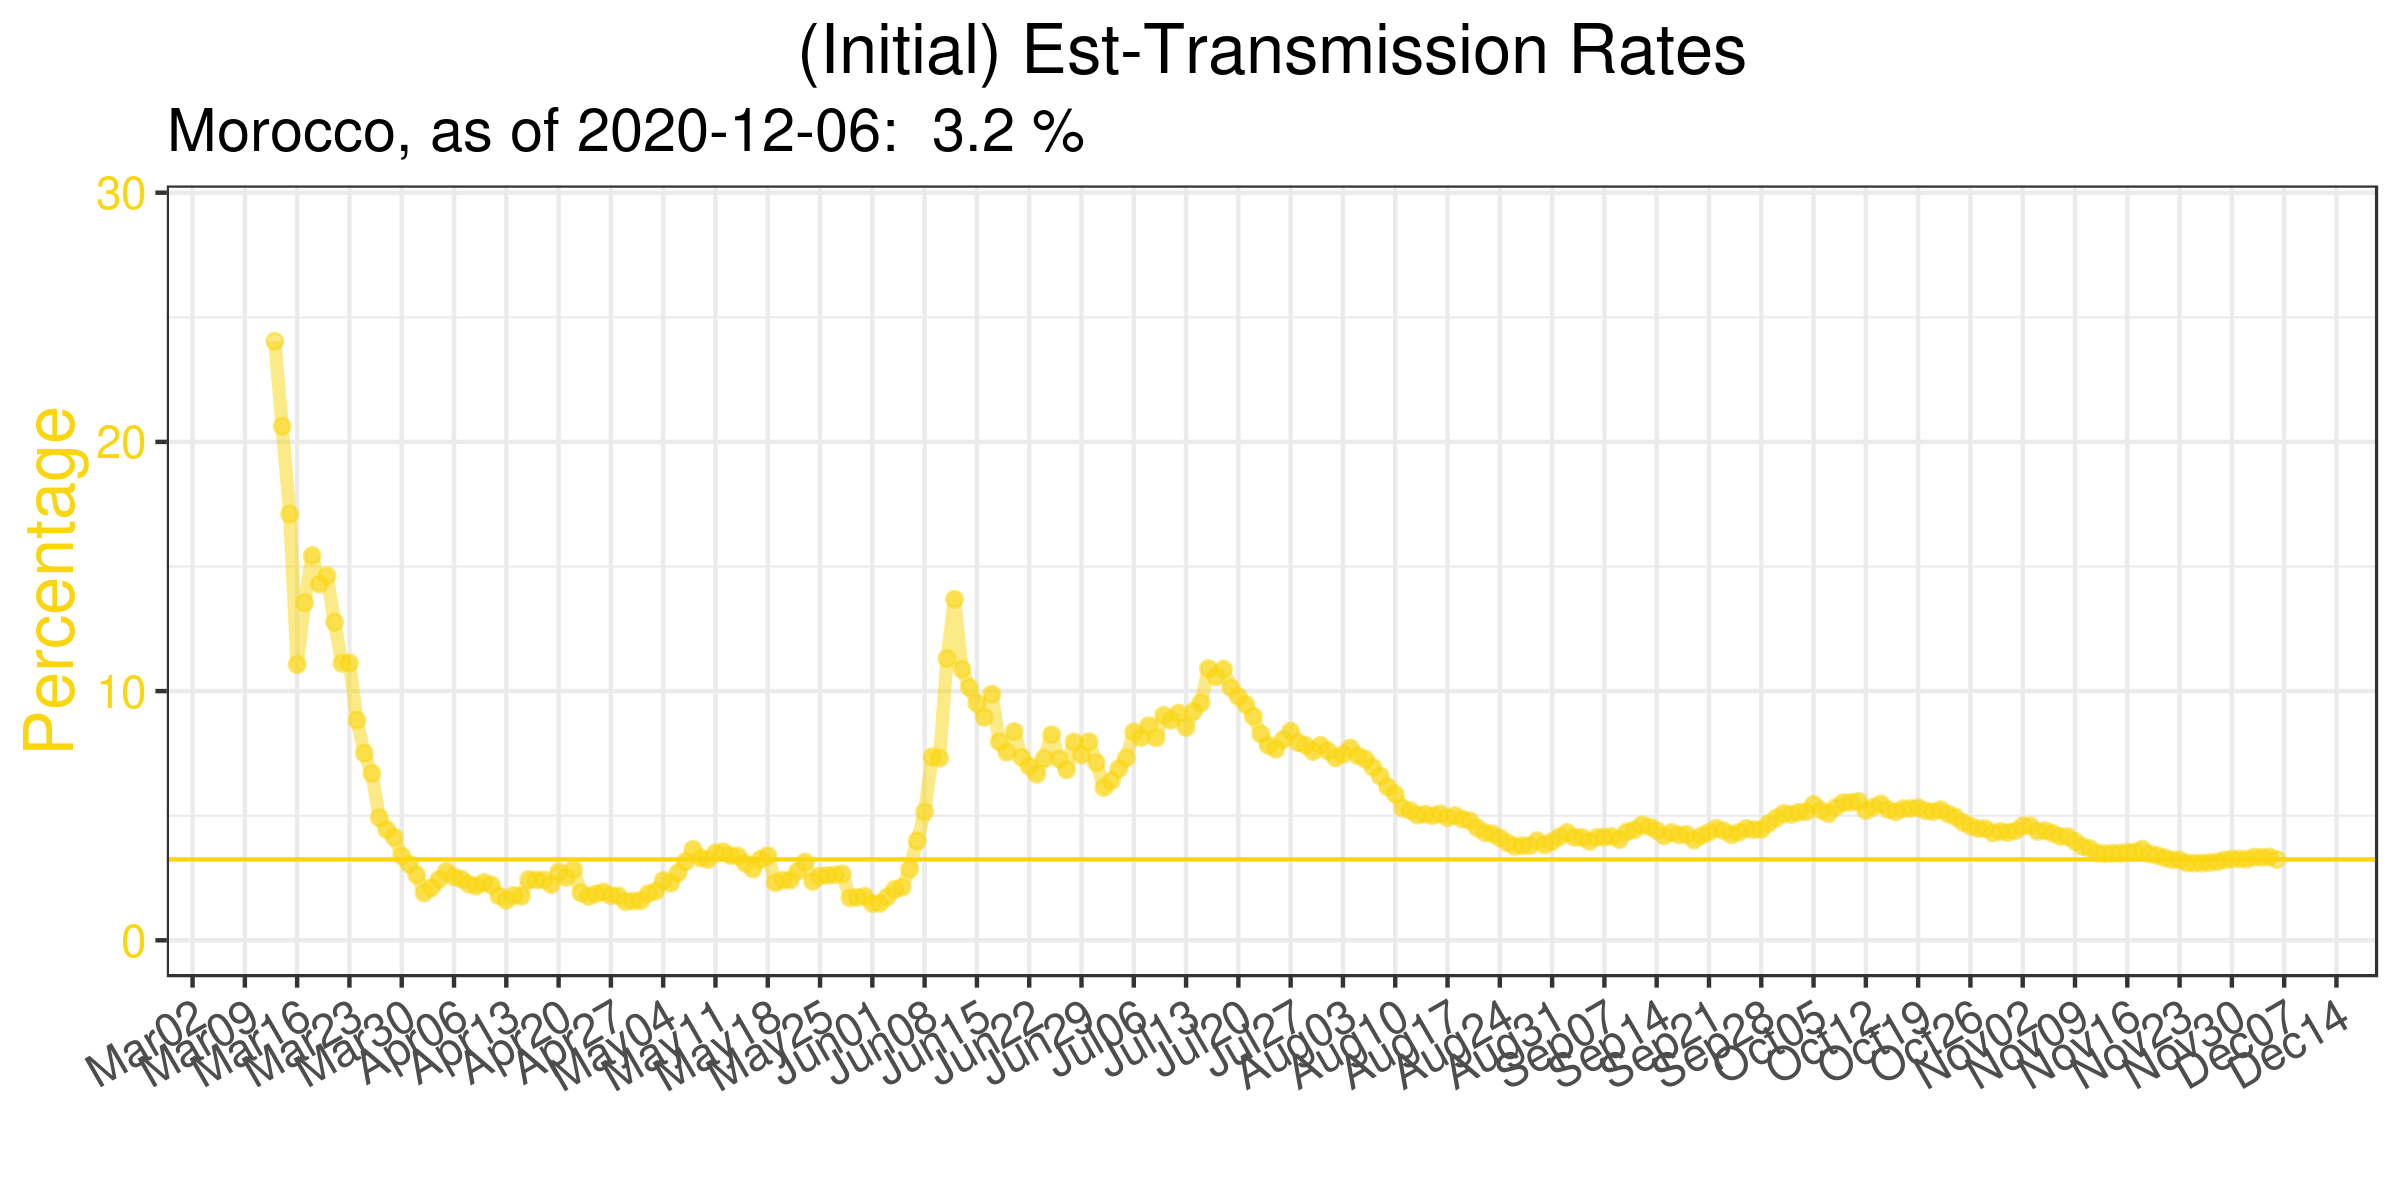 (Initial) Est-Transmission Rates
Morocco, as of 2020-12-06:  3.2 %
Percentage
30
20
10
0
Mar02
Mar09
Mar16
Mar23
Mar30
Apr06
Apr13
Apr20
Apr27
May04
May11
May18
May25
Jun01
Jun08
Jun15
Jun22
Jun29
Jul06
Jul13
Jul20
Jul27
Aug03
Aug10
Aug17
Aug24
Aug31
Sep07
Sep14
Sep21
Sep28
Oct05
Oct12
Oct19
Oct26
Nov02
Nov09
Nov16
Nov23
Nov30
Dec07
Dec14